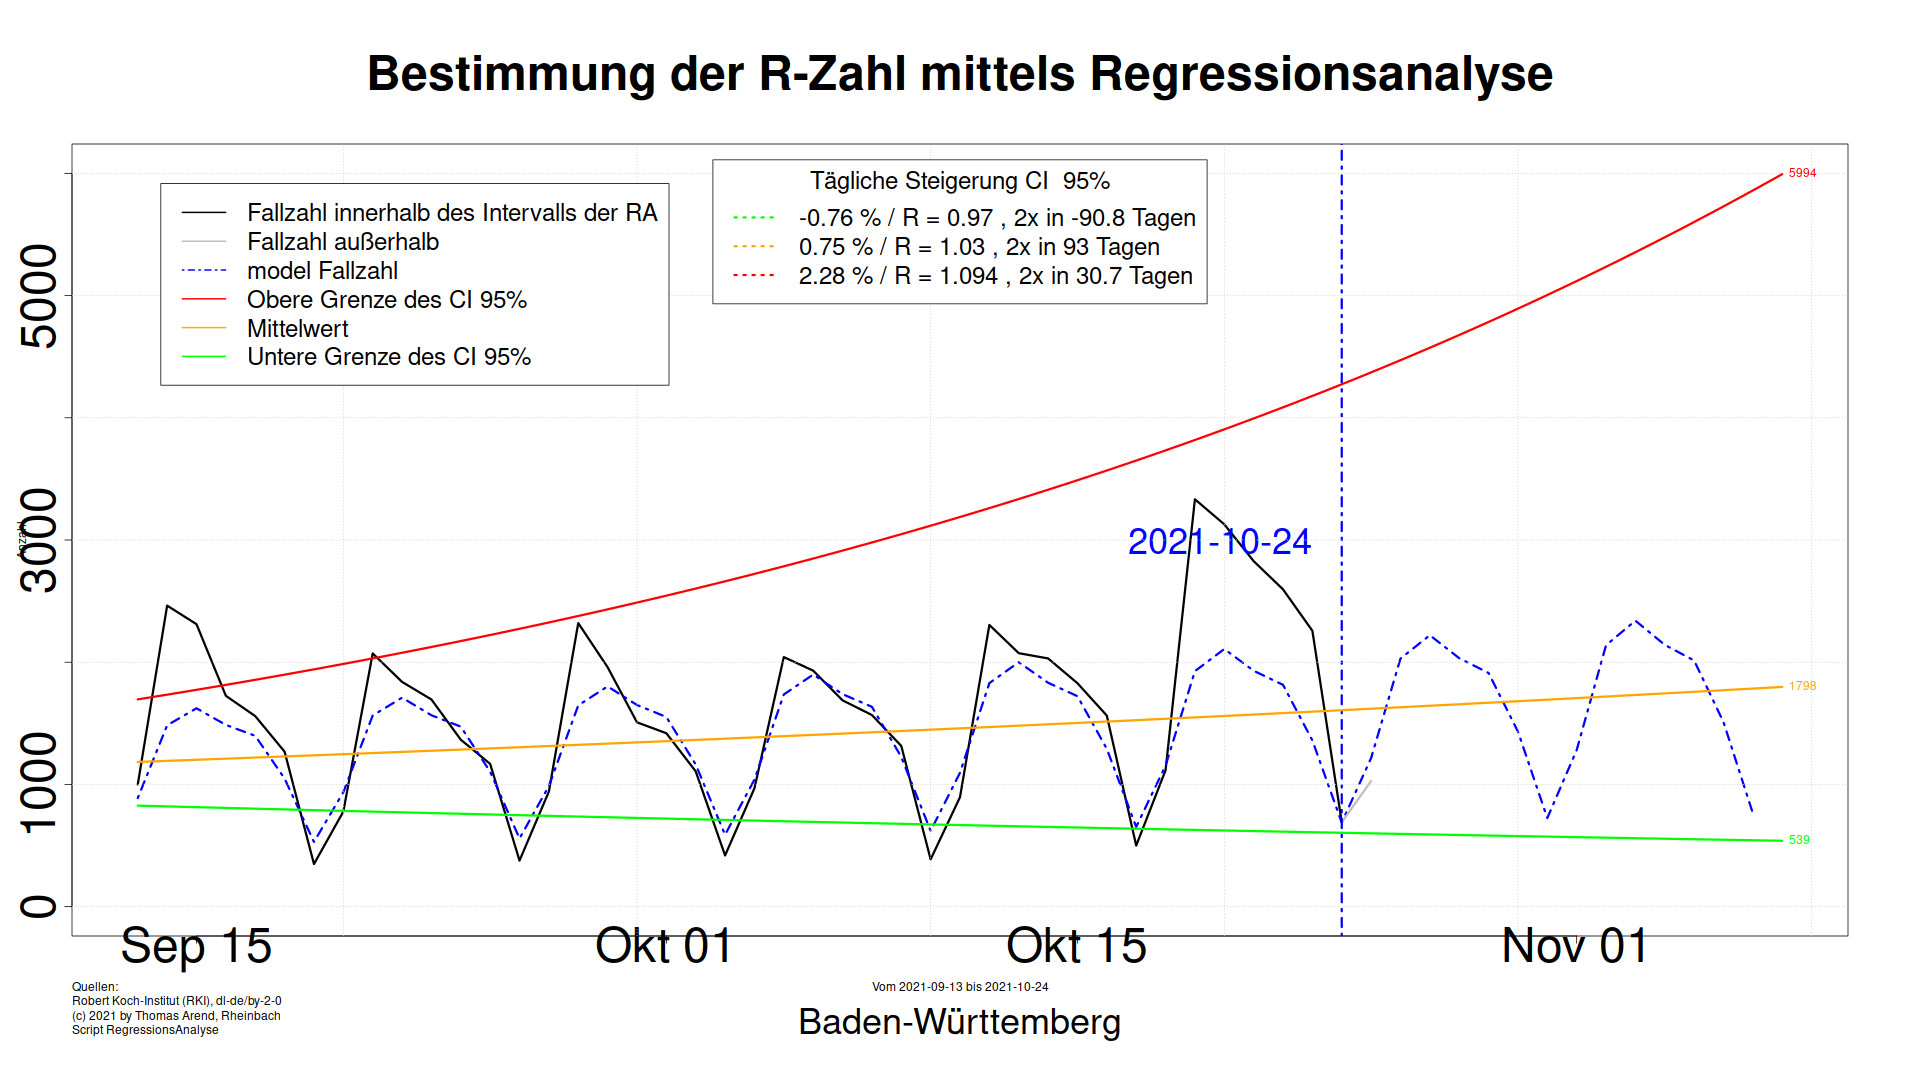 Bestimmung der R-Zahl mittels Regressionsanalyse
Fallzahl innerhalb des Intervalls der RA
Fallzahl außerhalb
model Fallzahl
Obere Grenze des CI 95%
Mittelwert
Untere Grenze des CI 95%
Tägliche Steigerung CI  95%
-0.76 % / R = 0.97 , 2x in -90.8 Tagen
0.75 % / R = 1.03 , 2x in 93 Tagen
2.28 % / R = 1.094 , 2x in 30.7 Tagen
5994
1798
539
2021-10-24
5000
3000
1000
0
Anzahl
Sep 15
Okt 01
Okt 15
Nov 01
Quellen:
Robert Koch-Institut (RKI), dl-de/by-2-0
(c) 2021 by Thomas Arend, Rheinbach
Script RegressionsAnalyse
Vom 2021-09-13 bis 2021-10-24
Baden-Württemberg